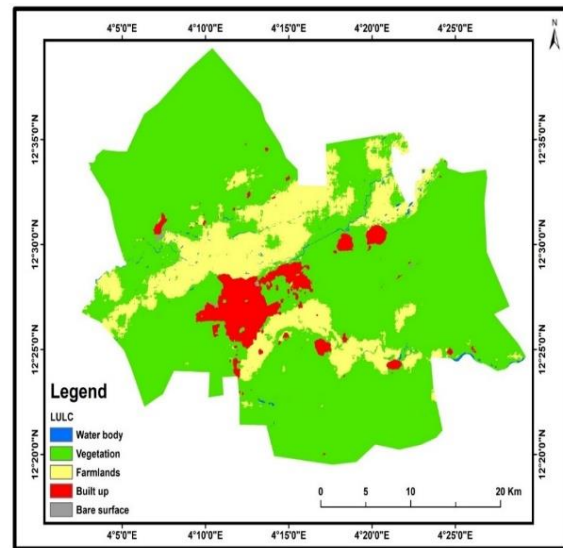 4°5'0"E 4°10'0"E 4°15'0"E 4°20'0"E 4°25'0"E
N
12°35'0"N 12°35'0"N
12°30'0"N 12°30'0"N
12°25'0"N 12°25'0"N
12°20'0"N 12°20'0"N
Legend
LULC
Water body
Vegetation
Farmlands
Built up
Bare surface
0 5 10 20 Km
4°5'0"E 4°10'0"E 4°15'0"E 4°20'0"E 4°25'0"E